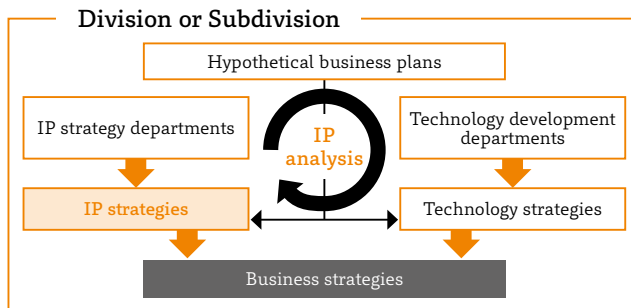 Division or Subdivision
Hypothetical business plans
IP strategy departments
IP
analysis
Technology development
departments
IP strategies
Technology strategies
Business strategies